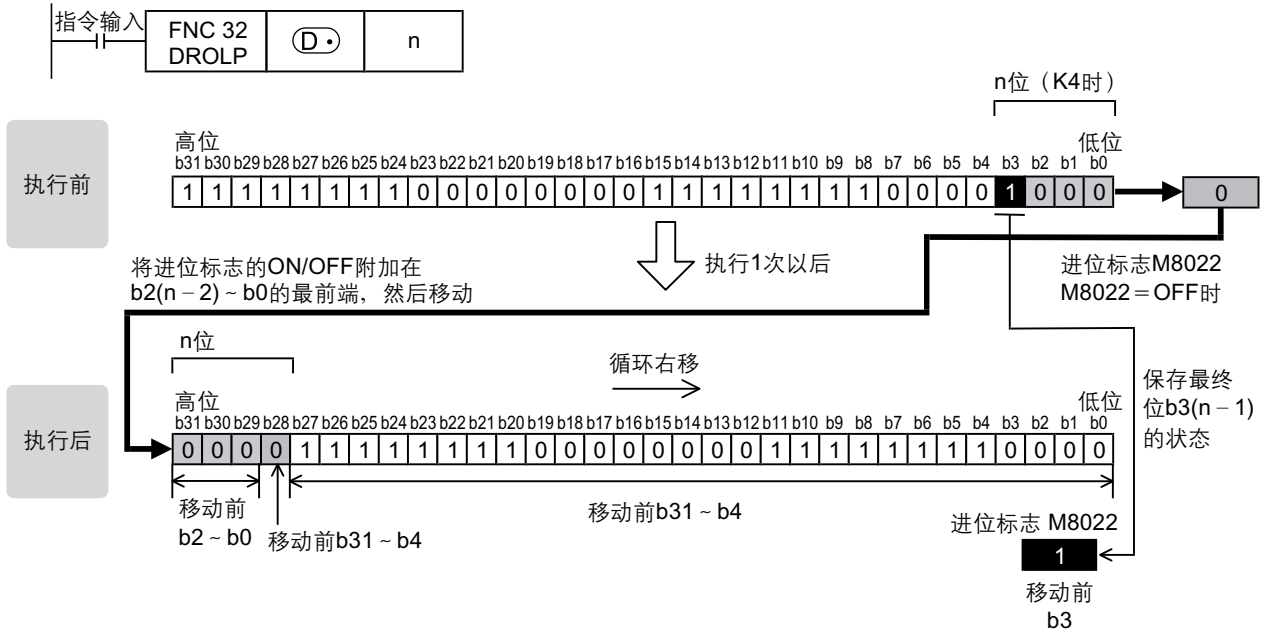 指令输入
FNC 32
DROLP
D·
n
n位（K4时）
执行前
高位
低位
b31 b30 b29 b28 b27 b26 b25 b24 b23 b22 b21 b20 b19 b18 b17 b16 b15 b14 b13 b12 b11 b10 b9 b8 b7 b6 b5 b4 b3 b2 b1 b0
1 1 1 1 1 1 1 1 0 0 0 0 0 0 0 0 1 1 1 1 1 1 1 1 0 0 0 0 1 0 0 0
0
执行1次以后
进位标志M8022
M8022＝OFF时
将进位标志的ON/OFF附加在
b2(n－2)~b0的最前端，然后移动
n位
循环右移
保存最终
位b3(n－1)
的状态
执行后
高位
低位
b31 b30 b29 b28 b27 b26 b25 b24 b23 b22 b21 b20 b19 b18 b17 b16 b15 b14 b13 b12 b11 b10 b9 b8 b7 b6 b5 b4 b3 b2 b1 b0
0 0 0 0 1 1 1 1 1 1 1 1 0 0 0 0 0 0 0 0 1 1 1 1 1 1 1 1 0 0 0 0
移动前
b2~b0
移动前b31~b4
移动前b31~b4
进位标志 M8022
1
移动前
b3